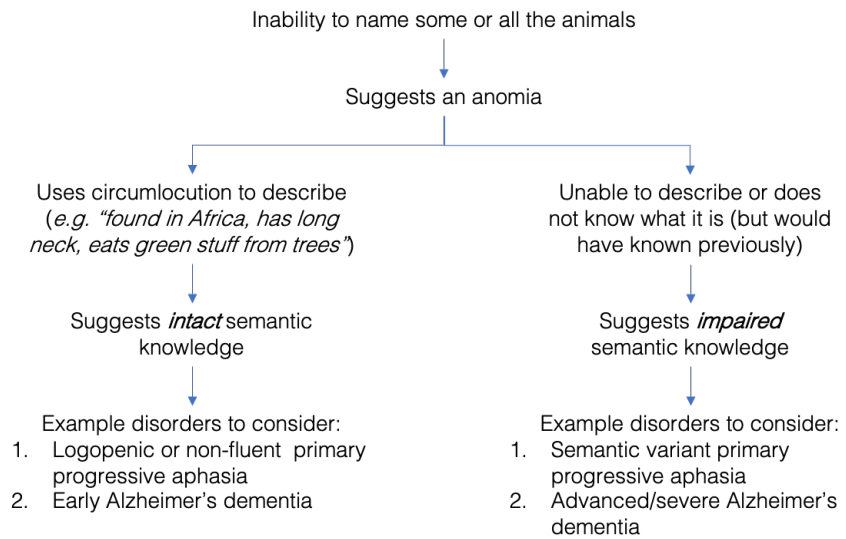 Inability to name some or all the animals
Suggests an anomia
Uses circumlocution to describe
(e.g. “found in Africa, has long
neck, eats green stuff from trees”)
Unable to describe or does
not know what it is (but would
have known previously)
Suggests intact semantic
knowledge
Suggests impaired
semantic knowledge
Example disorders to consider:
1. Logopenic or non-fluent primary
progressive aphasia
2. Early Alzheimer’s dementia
Example disorders to consider:
1. Semantic variant primary
progressive aphasia
2. Advanced/severe Alzheimer’s
dementia